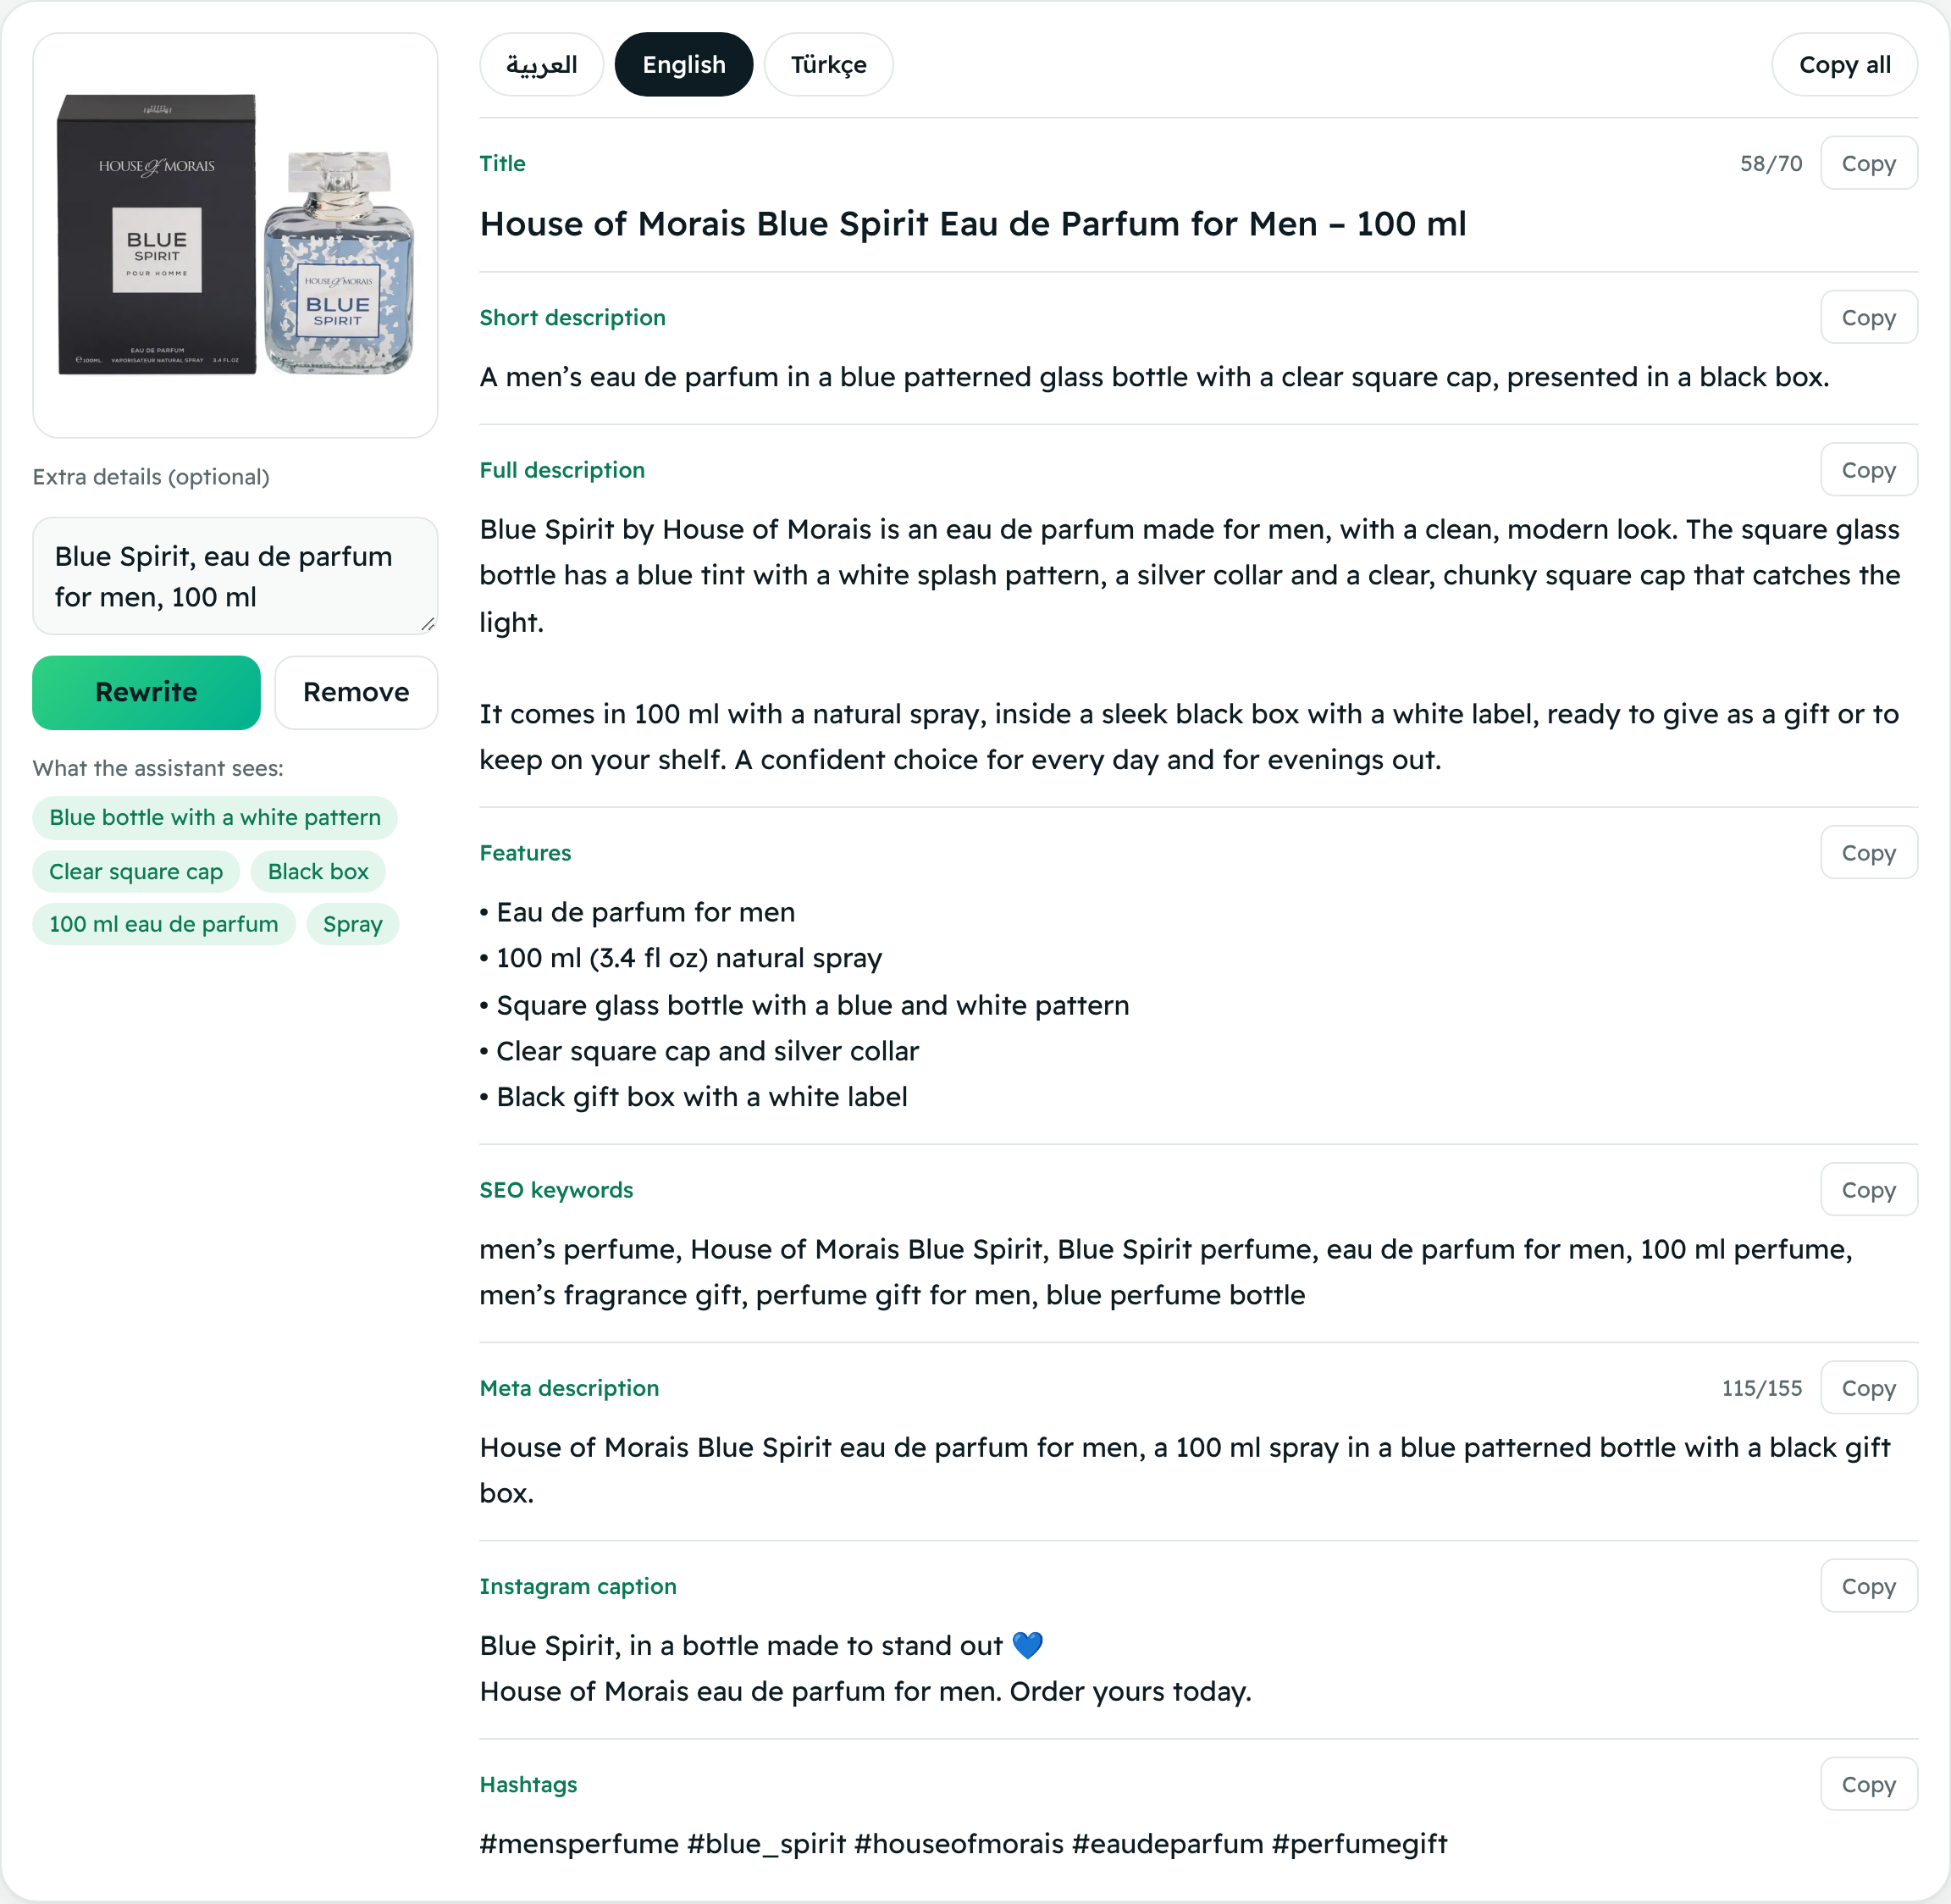 HOUSE of MORAIS
BLUE
SPIRIT
POUR HOMME
EAU DE PARFUM
e 100ML VAPORISATEUR NATURAL SPRAY 3.4 FL.OZ
HOUSE of MORAIS
BLUE
SPIRIT
Extra details (optional)
Blue Spirit, eau de parfum
for men, 100 ml
Rewrite Remove
What the assistant sees:
Blue bottle with a white pattern
Clear square cap Black box
100 ml eau de parfum Spray
العربية English Türkçe Copy all
Title 58/70 Copy
House of Morais Blue Spirit Eau de Parfum for Men – 100 ml
Short description Copy
A men’s eau de parfum in a blue patterned glass bottle with a clear square cap, presented in a black box.
Full description Copy
Blue Spirit by House of Morais is an eau de parfum made for men, with a clean, modern look. The square glass
bottle has a blue tint with a white splash pattern, a silver collar and a clear, chunky square cap that catches the
light.
It comes in 100 ml with a natural spray, inside a sleek black box with a white label, ready to give as a gift or to
keep on your shelf. A confident choice for every day and for evenings out.
Features Copy
• Eau de parfum for men
• 100 ml (3.4 fl oz) natural spray
• Square glass bottle with a blue and white pattern
• Clear square cap and silver collar
• Black gift box with a white label
SEO keywords Copy
men’s perfume, House of Morais Blue Spirit, Blue Spirit perfume, eau de parfum for men, 100 ml perfume,
men’s fragrance gift, perfume gift for men, blue perfume bottle
Meta description 115/155 Copy
House of Morais Blue Spirit eau de parfum for men, a 100 ml spray in a blue patterned bottle with a black gift
box.
Instagram caption Copy
Blue Spirit, in a bottle made to stand out 💙
House of Morais eau de parfum for men. Order yours today.
Hashtags Copy
#mensperfume #blue_spirit #houseofmorais #eaudeparfum #perfumegift